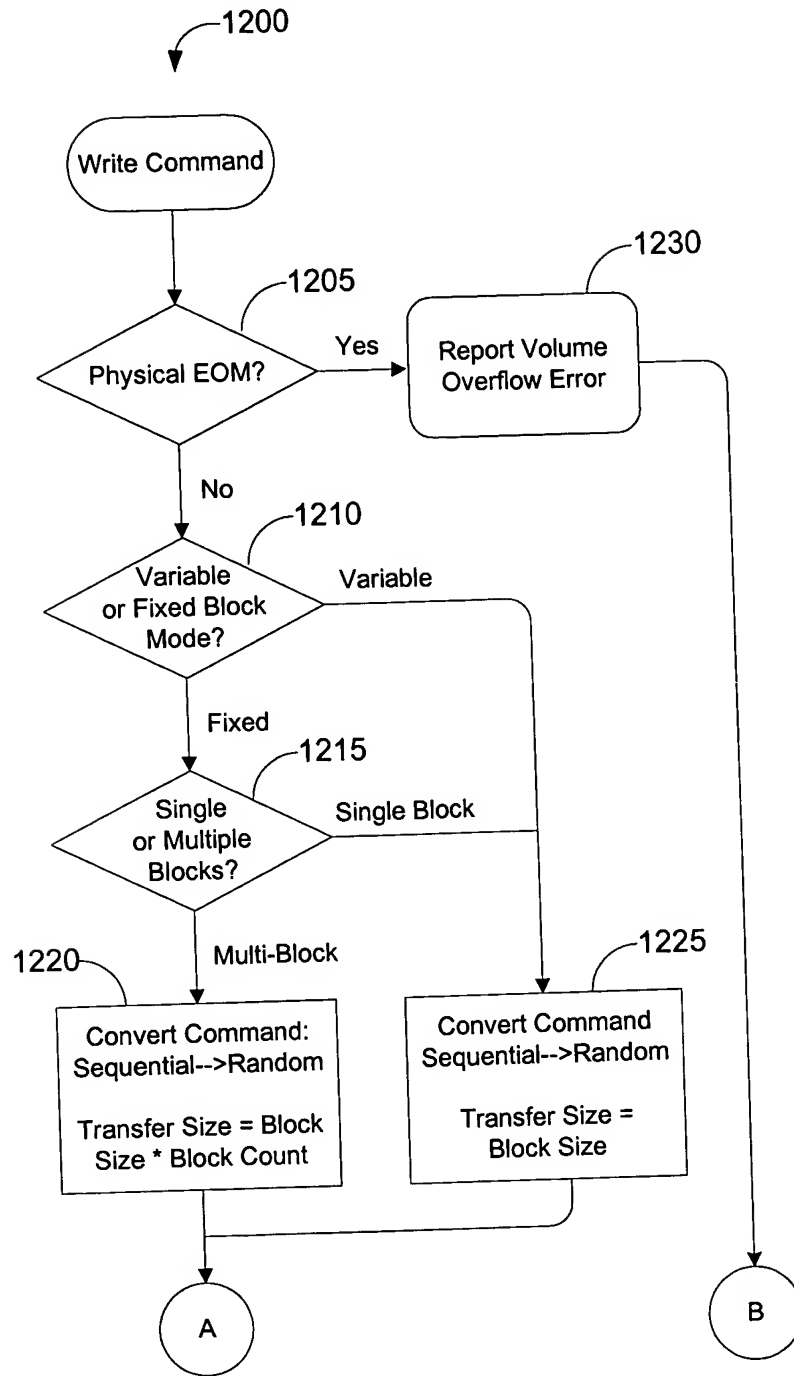 1200
Write Command
1205
Physical EOM?
Yes
1230
Report Volume
Overflow Error
No
1210
Variable
or Fixed Block
Mode?
Variable
Fixed
1215
Single
or Multiple
Blocks?
Single Block
Multi-Block
1220
Convert Command:
Sequential-->Random
Transfer Size = Block
Size * Block Count
1225
Convert Command
Sequential-->Random
Transfer Size =
Block Size
A
B